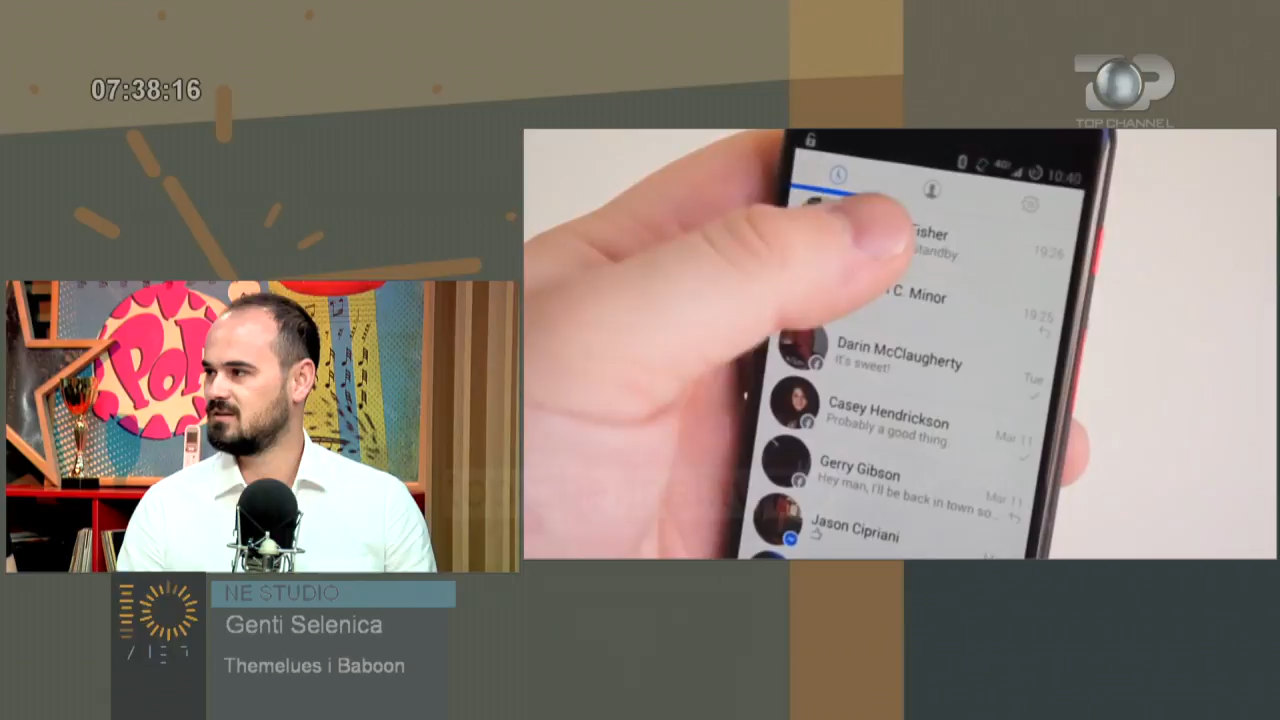 07:38:16
TOP CHANNEL
10:40
Fisher
standby
19:26
C. Minor
19:25
Darin McClaugherty
It's sweet!
Tue
Casey Hendrickson
Probably a good thing
Mar 11
Gerry Gibson
Hey man, I'll be back in town so...
Mar 11
Jason Cipriani
POP
NE STUDIO
Genti Selenica
Themelues i Baboon